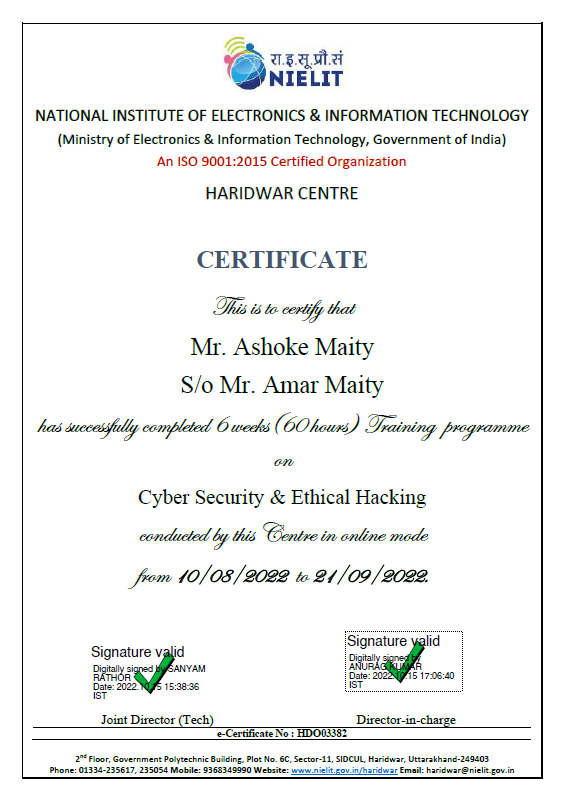 रा.इ.सू.प्रौ.सं
NIELIT
NATIONAL INSTITUTE OF ELECTRONICS & INFORMATION TECHNOLOGY
(Ministry of Electronics & Information Technology, Government of India)
An ISO 9001:2015 Certified Organization
HARIDWAR CENTRE
CERTIFICATE
This is to certify that
Mr. Ashoke Maity
S/o Mr. Amar Maity
has successfully completed 6 weeks (60 hours) Training programme
on
Cyber Security & Ethical Hacking
conducted by this Centre in online mode
from 10/08/2022 to 21/09/2022.
Signature valid
Digitally signed by SANYAM
RATHOR
Date: 2022.10.15 15:38:36
IST
Signature valid
Digitally signed by
ANURAG KUMAR
Date: 2022.10.15 17:06:40
IST
Joint Director (Tech)
Director-in-charge
e-Certificate No : HDO03382
2nd Floor, Government Polytechnic Building, Plot No. 6C, Sector-11, SIDCUL, Haridwar, Uttarakhand-249403
Phone: 01334-235617, 235054 Mobile: 9368349990 Website: www.nielit.gov.in/haridwar Email: haridwar@nielit.gov.in